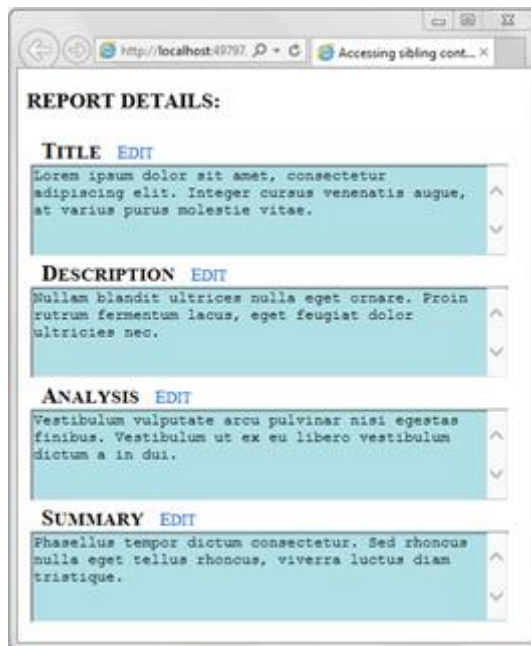 http://localhost:49797
Accessing sibling cont...
REPORT DETAILS:
TITLE EDIT
Lorem ipsum dolor sit amet, consectetur
adipiscing elit. Integer cursus venenatis augue,
at varius purus molestie vitae.
DESCRIPTION EDIT
Nullam blandit ultrices nulla eget ornare. Proin
rutrum fermentum lacus, eget feugiat dolor
ultricies nec.
ANALYSIS EDIT
Vestibulum vulputate arcu pulvinar nisi egestas
finibus. Vestibulum ut ex eu libero vestibulum
dictum a in dui.
SUMMARY EDIT
Phasellus tempor dictum consectetur. Sed rhoncus
nulla eget tellus rhoncus, viverra luctus diam
tristique.